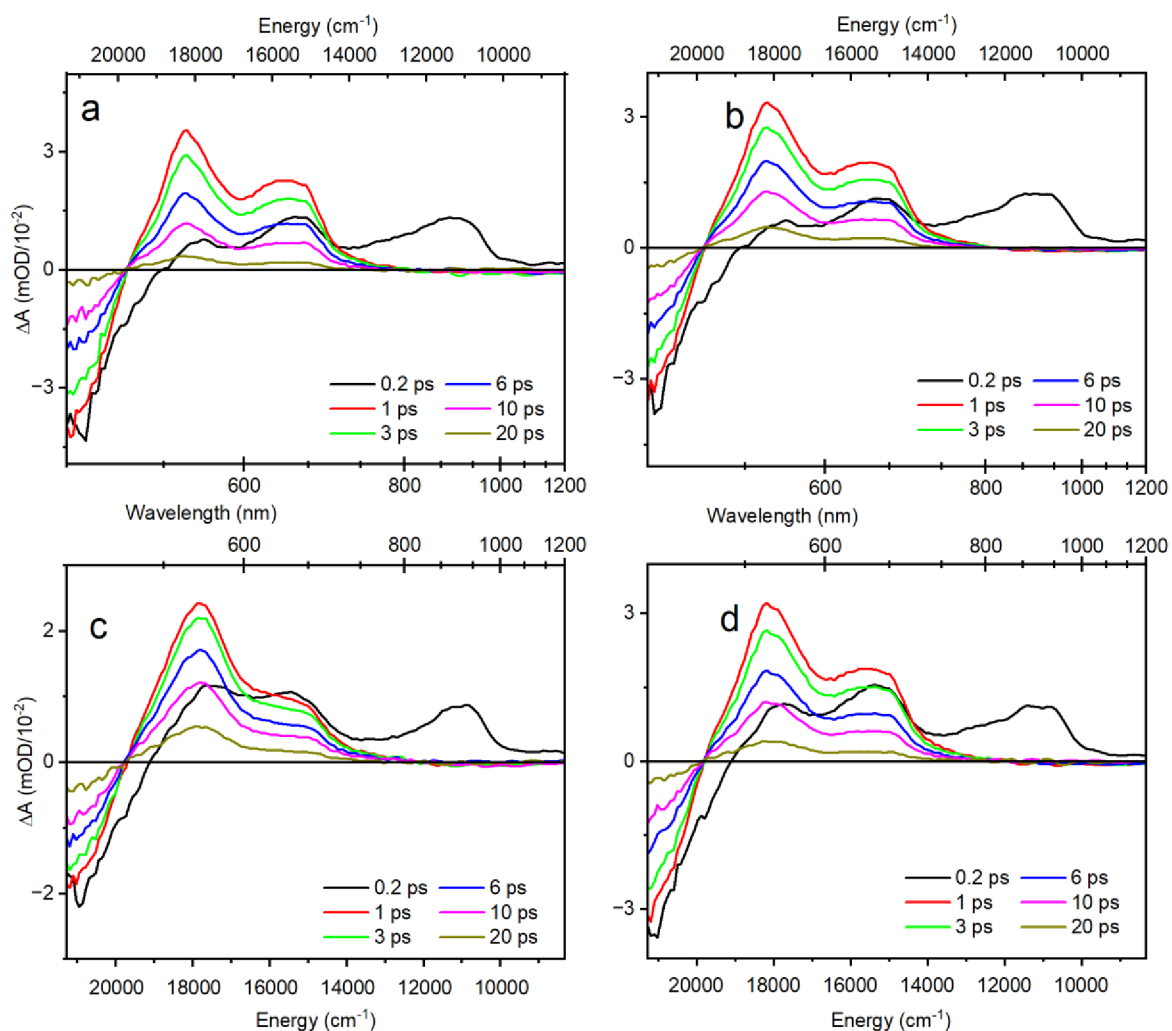 Energy (cm-1)
20000 18000 16000 14000 12000 10000
a
3
0
−3
ΔA (mOD/10-2)
0.2 ps 6 ps
1 ps 10 ps
3 ps 20 ps
600 800 1000 1200
Wavelength (nm)
Energy (cm-1)
20000 18000 16000 14000 12000 10000
b
3
0
−3
0.2 ps 6 ps
1 ps 10 ps
3 ps 20 ps
600 800 1000 1200
Wavelength (nm)
600 800 1000 1200
c
2
0
−2
ΔA (mOD/10-2)
0.2 ps 6 ps
1 ps 10 ps
3 ps 20 ps
20000 18000 16000 14000 12000 10000
Energy (cm-1)
600 800 1000 1200
d
3
0
−3
0.2 ps 6 ps
1 ps 10 ps
3 ps 20 ps
20000 18000 16000 14000 12000 10000
Energy (cm-1)